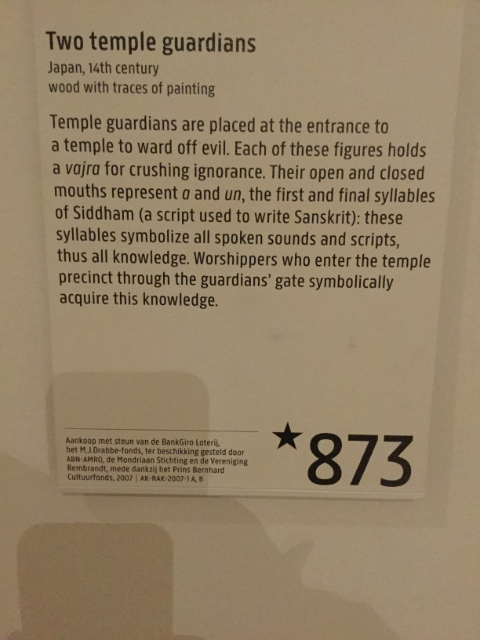 Two temple guardians
Japan, 14th century
wood with traces of painting
Temple guardians are placed at the entrance to
a temple to ward off evil. Each of these figures holds
a vajra for crushing ignorance. Their open and closed
mouths represent a and un, the first and final syllables
of Siddham (a script used to write Sanskrit): these
syllables symbolize all spoken sounds and scripts,
thus all knowledge. Worshippers who enter the temple
precinct through the guardians' gate symbolically
acquire this knowledge.
Aankoop met steun van de BankGiro Loterij,
het M.J.Drabbe-fonds, ter beschikking gesteld door
ABN-AMRO, de Mondriaan Stichting en de Vereniging
Rembrandt, mede dankzij het Prins Bernhard
Cultuurfonds, 2007 | AK-RAK-2007-1 A, B
★873